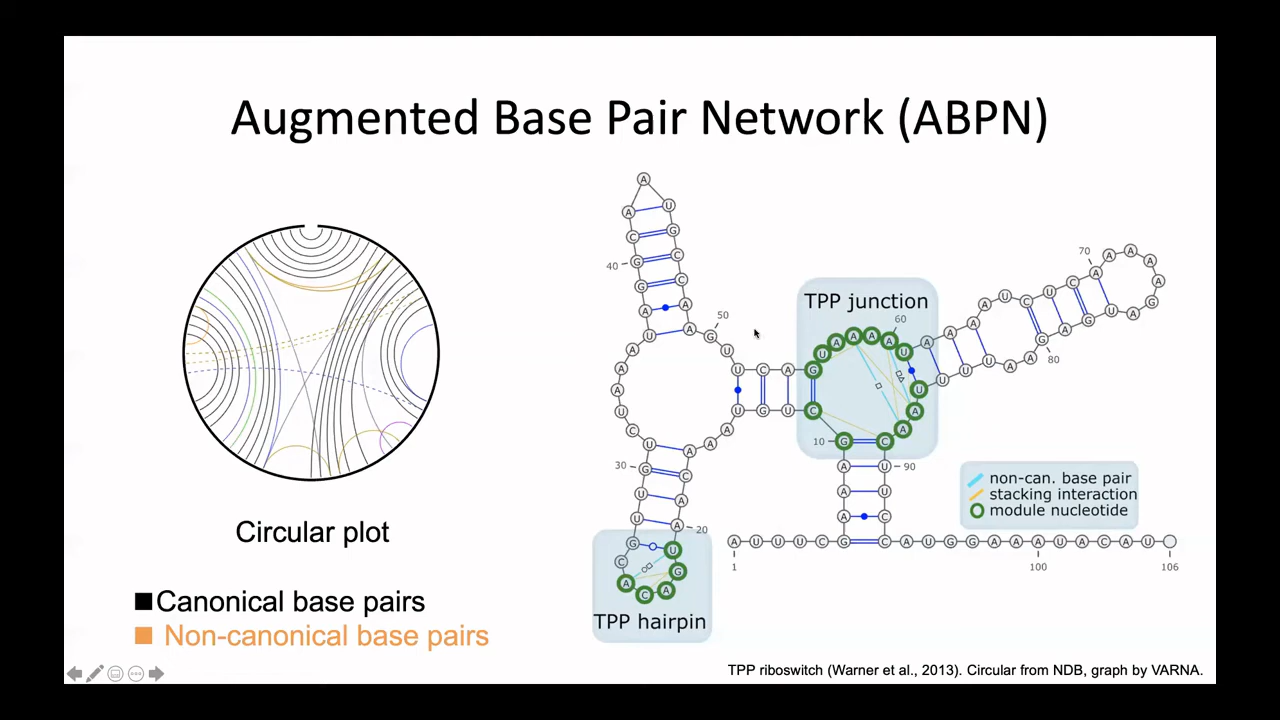 Augmented Base Pair Network (ABPN)
Circular plot
Canonical base pairs
Non-canonical base pairs
TPP junction
TPP hairpin
40
50
60
70
80
90
10
30
20
1
100
106
A U U U C G C A U G G A A A U A C A U
non-can. base pair
stacking interaction
module nucleotide
TPP riboswitch (Warner et al., 2013). Circular from NDB, graph by VARNA.